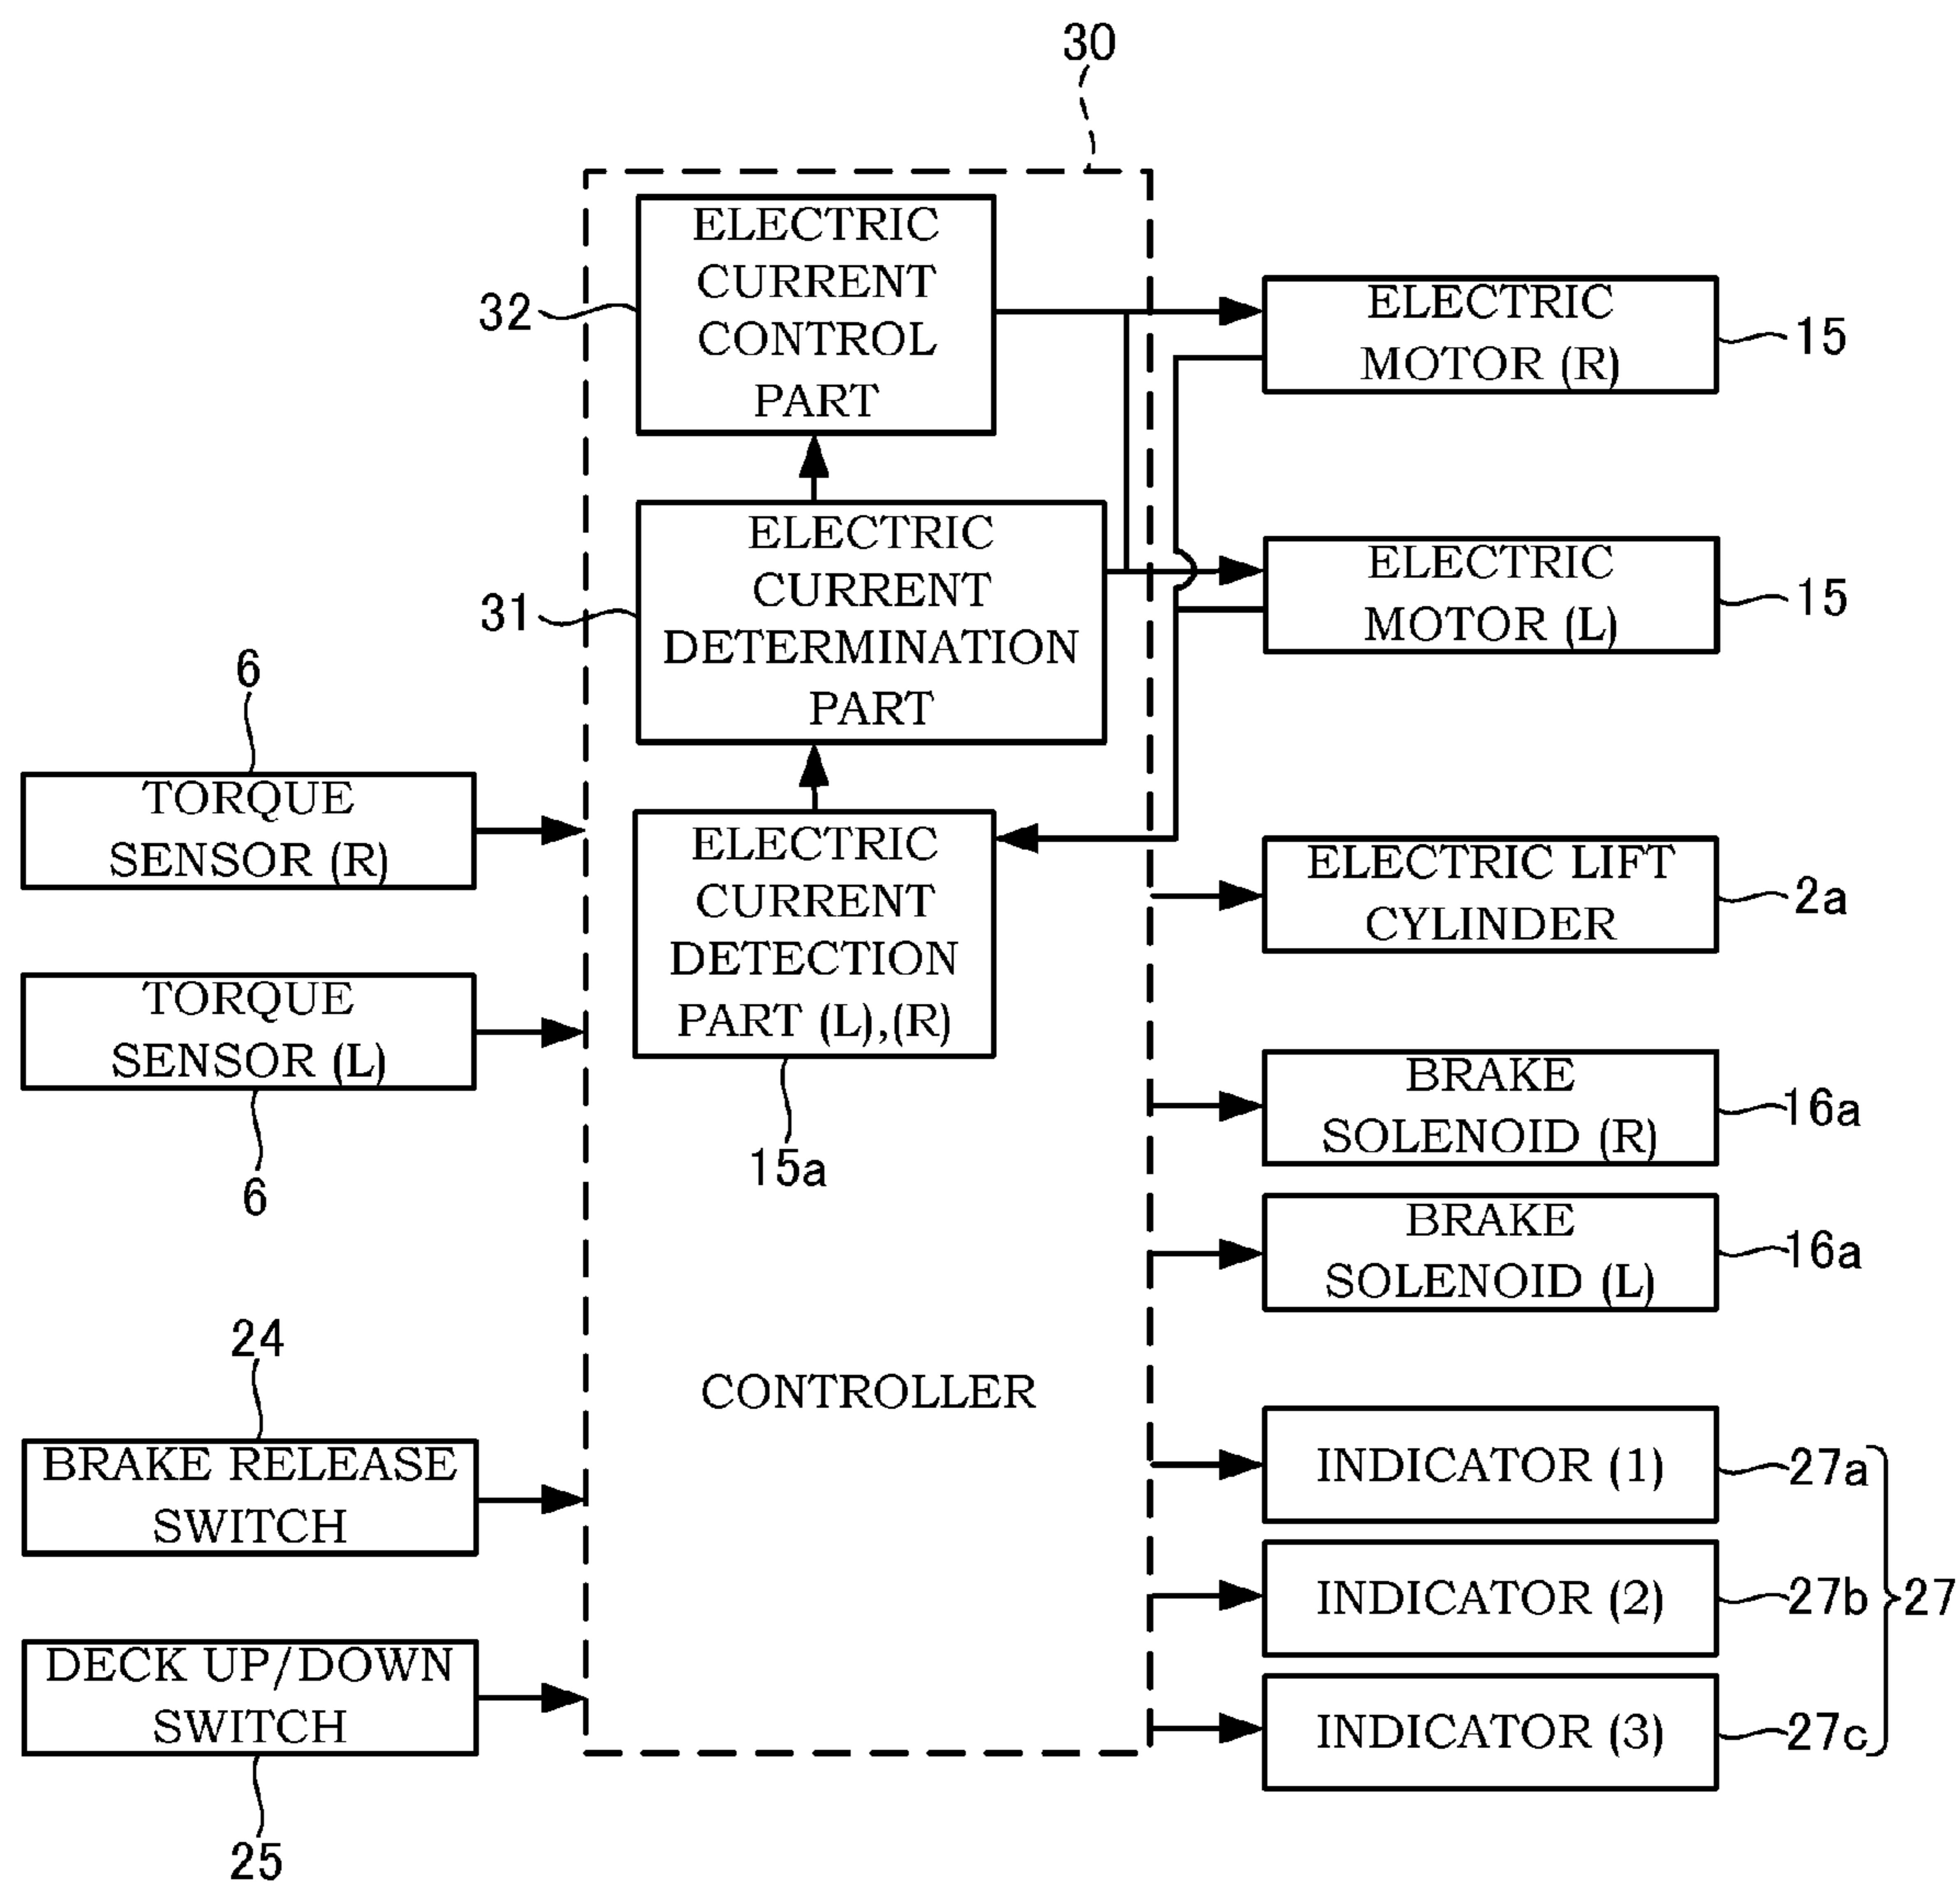 30
ELECTRIC
CURRENT
CONTROL
PART
32
ELECTRIC
MOTOR (R)
15
ELECTRIC
CURRENT
DETERMINATION
PART
31
ELECTRIC
MOTOR (L)
15
6
TORQUE
SENSOR (R)
ELECTRIC
CURRENT
DETECTION
PART (L),(R)
15a
ELECTRIC LIFT
CYLINDER
2a
TORQUE
SENSOR (L)
6
BRAKE
SOLENOID (R)
16a
BRAKE
SOLENOID (L)
16a
24
BRAKE RELEASE
SWITCH
CONTROLLER
INDICATOR (1)
27a
INDICATOR (2)
27b
27
DECK UP/DOWN
SWITCH
25
INDICATOR (3)
27c